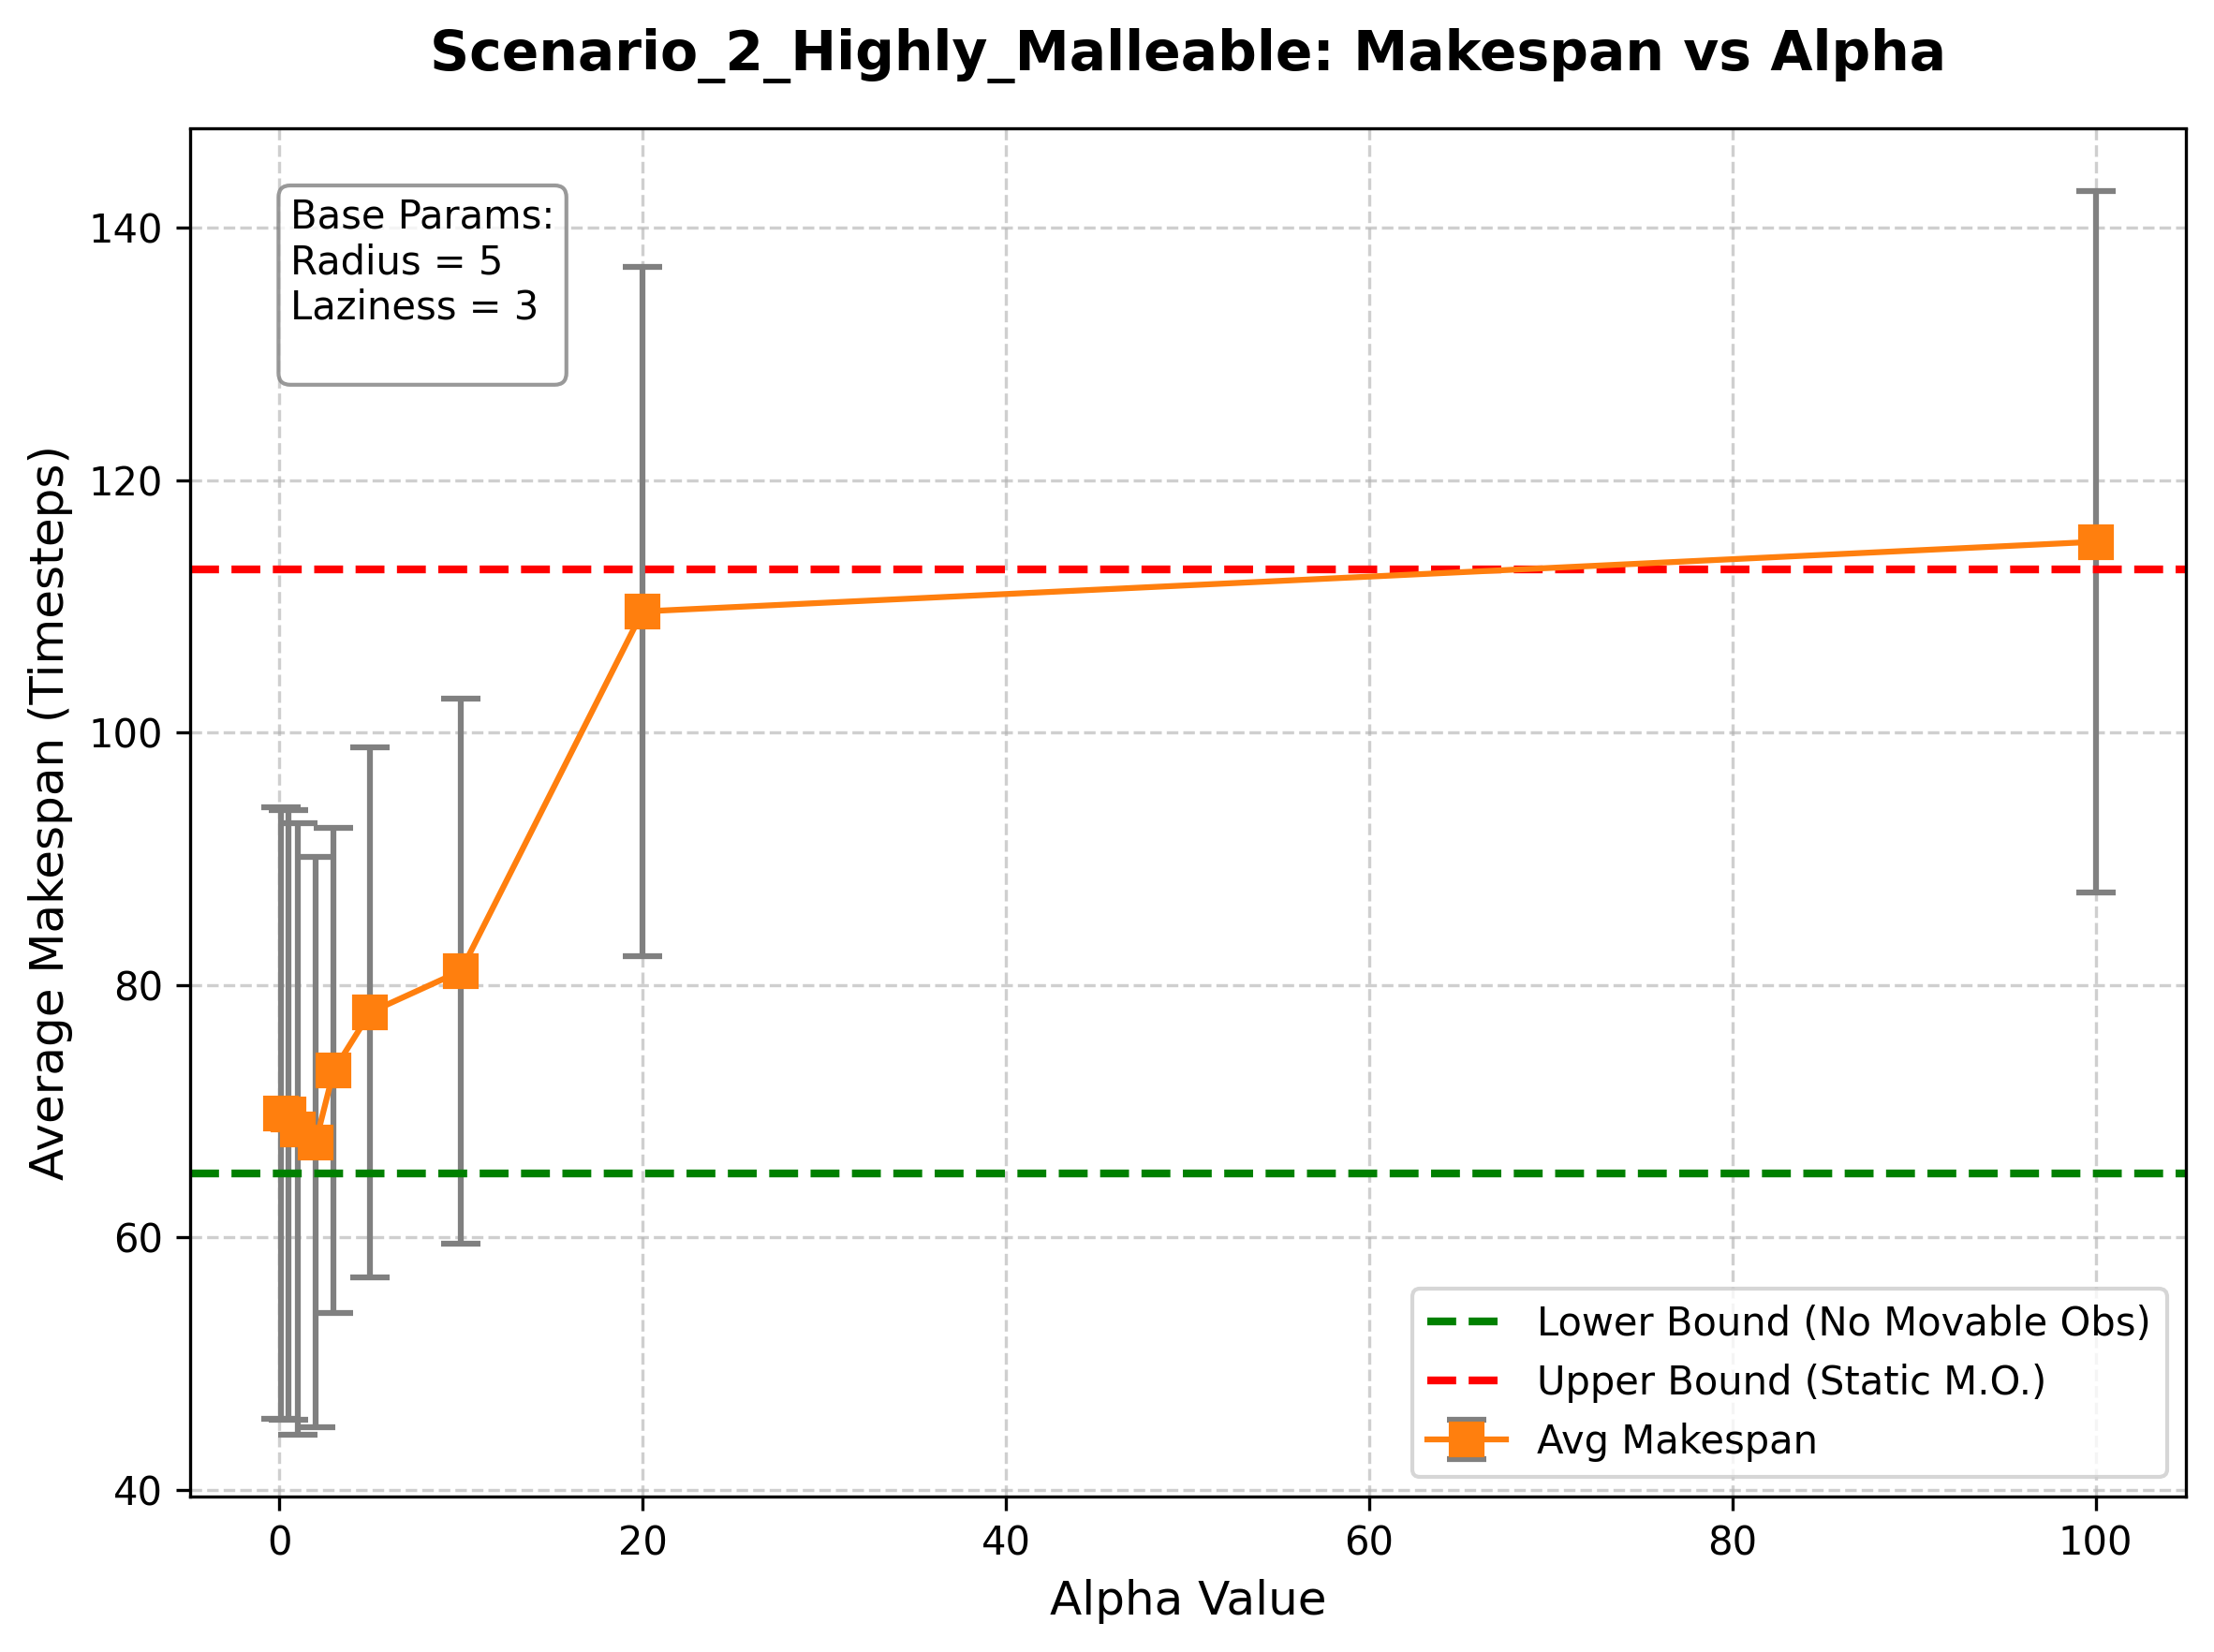 Scenario_2_Highly_Malleable: Makespan vs Alpha
Base Params:
Radius = 5
Laziness = 3
Average Makespan (Timesteps)
140
120
100
80
60
40
0
20
40
60
80
100
Alpha Value
Lower Bound (No Movable Obs)
Upper Bound (Static M.O.)
Avg Makespan